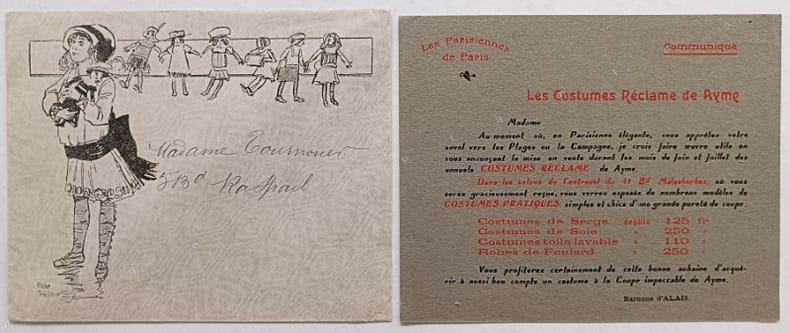 Madame Tournouer
5 Bd Raspail
Les Parisiennes
de Paris
Communiqué
Les Costumes Réclame de Ayme
Madame
Au moment où, en Parisienne élégante, vous apprêtez votre
envol vers les Plages ou la Campagne, je crois faire œuvre utile en
vous annonçant la mise en vente durant les mois de Juin et Juillet des
annuels COSTUMES RÉCLAME de Ayme.
Dans les salons de l'entresol du 11 Bd Malesherbes, où vous
serez gracieusement reçue, vous verrez exposés de nombreux modèles de
COSTUMES PRATIQUES simples et chics d'une grande pureté de coupe.
Costumes de Serge depuis 125 fr.
Costumes de Soie " 250 "
Costumes toile lavable " 110 "
Robes de Foulard " 250 "
Vous profiterez certainement de cette bonne aubaine d'acqué-
rir à aussi bon compte un costume à la Coupe impeccable de Ayme.
Baronne d'ALAIS